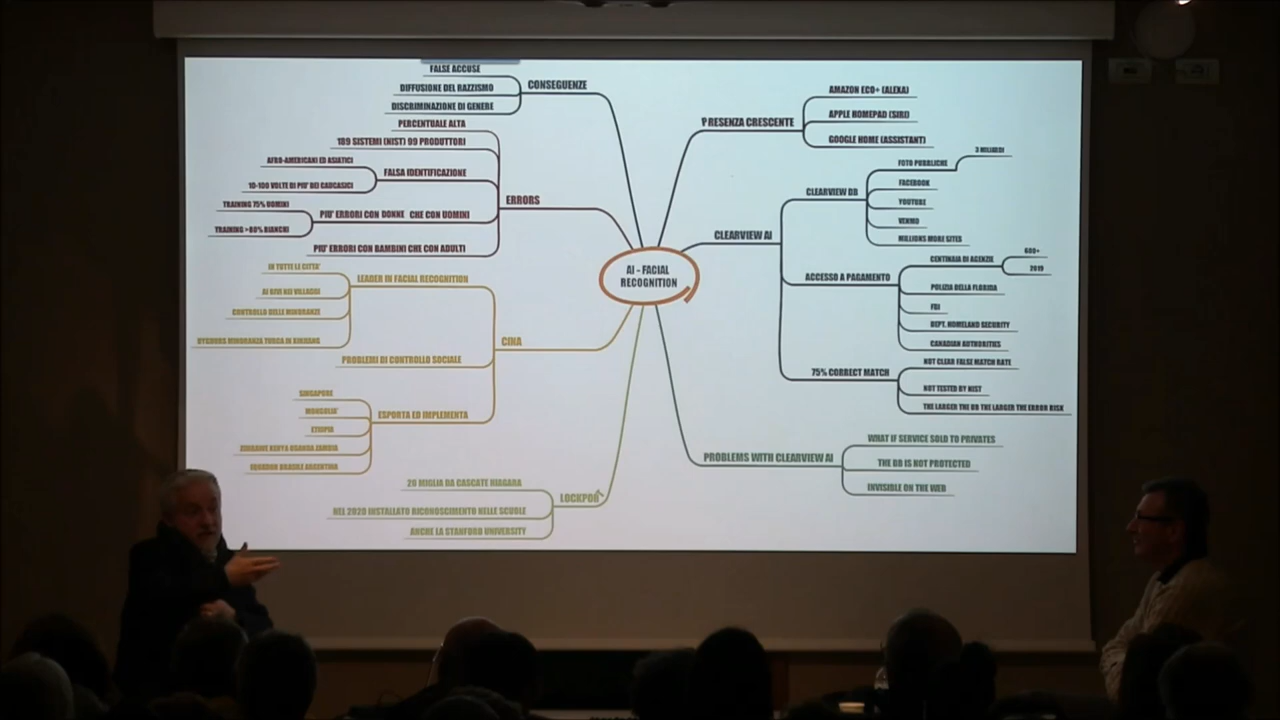 AI - FACIAL
RECOGNITION
CONSEGUENZE
FALSE ACCUSE
DIFFUSIONE DEL RAZZISMO
DISCRIMINAZIONE DI GENERE
ERRORS
PERCENTUALE ALTA
189 SISTEMI (NIST) 99 PRODUTTORI
FALSA IDENTIFICAZIONE
AFRO-AMERICANI ED ASIATICI
10-100 VOLTE DI PIU' DEI CAUCASICI
PIU' ERRORI CON DONNE CHE CON UOMINI
TRAINING 75% UOMINI
TRAINING >80% BIANCHI
PIU' ERRORI CON BAMBINI CHE CON ADULTI
CINA
LEADER IN FACIAL RECOGNITION
IN TUTTE LE CITTA'
NEI VILLAGGI
CONTROLLO DELLE MINORANZE
MINORANZA TURCA IN
PROBLEMI DI CONTROLLO SOCIALE
ESPORTA ED IMPLEMENTA
SINGAPORE
MONGOLIA'
ETIOPIA
ZIMBAWE KENYA UGANDA ZAMBIA
BRASILE ARGENTINA
20 MIGLIA DA CASCATE NIAGARA
NEL 2020 INSTALLATO RICONOSCIMENTO NELLE SCUOLE
ANCHE LA STANFORD UNIVERSITY
PRESENZA CRESCENTE
AMAZON ECO+ (ALEXA)
APPLE HOMEPAD (SIRI)
GOOGLE HOME (ASSISTANT)
CLEARVIEW AI
CLEARVIEW DB
FOTO PUBBLICHE
3 MILIARDI
FACEBOOK
YOUTUBE
VENMO
MILLIONS MORE SITES
ACCESSO A PAGAMENTO
CENTINAIA DI AGENZIE
600+
2019
POLIZIA DELLA FLORIDA
FBI
DEPT. HOMELAND SECURITY
CANADIAN AUTHORITIES
75% CORRECT MATCH
NOT CLEAR FALSE MATCH RATE
NOT TESTED BY NIST
THE LARGER THE DB THE LARGER THE ERROR RISK
PROBLEMS WITH CLEARVIEW AI
WHAT IF SERVICE SOLD TO PRIVATES
THE DB IS NOT PROTECTED
INVISIBLE ON THE WEB